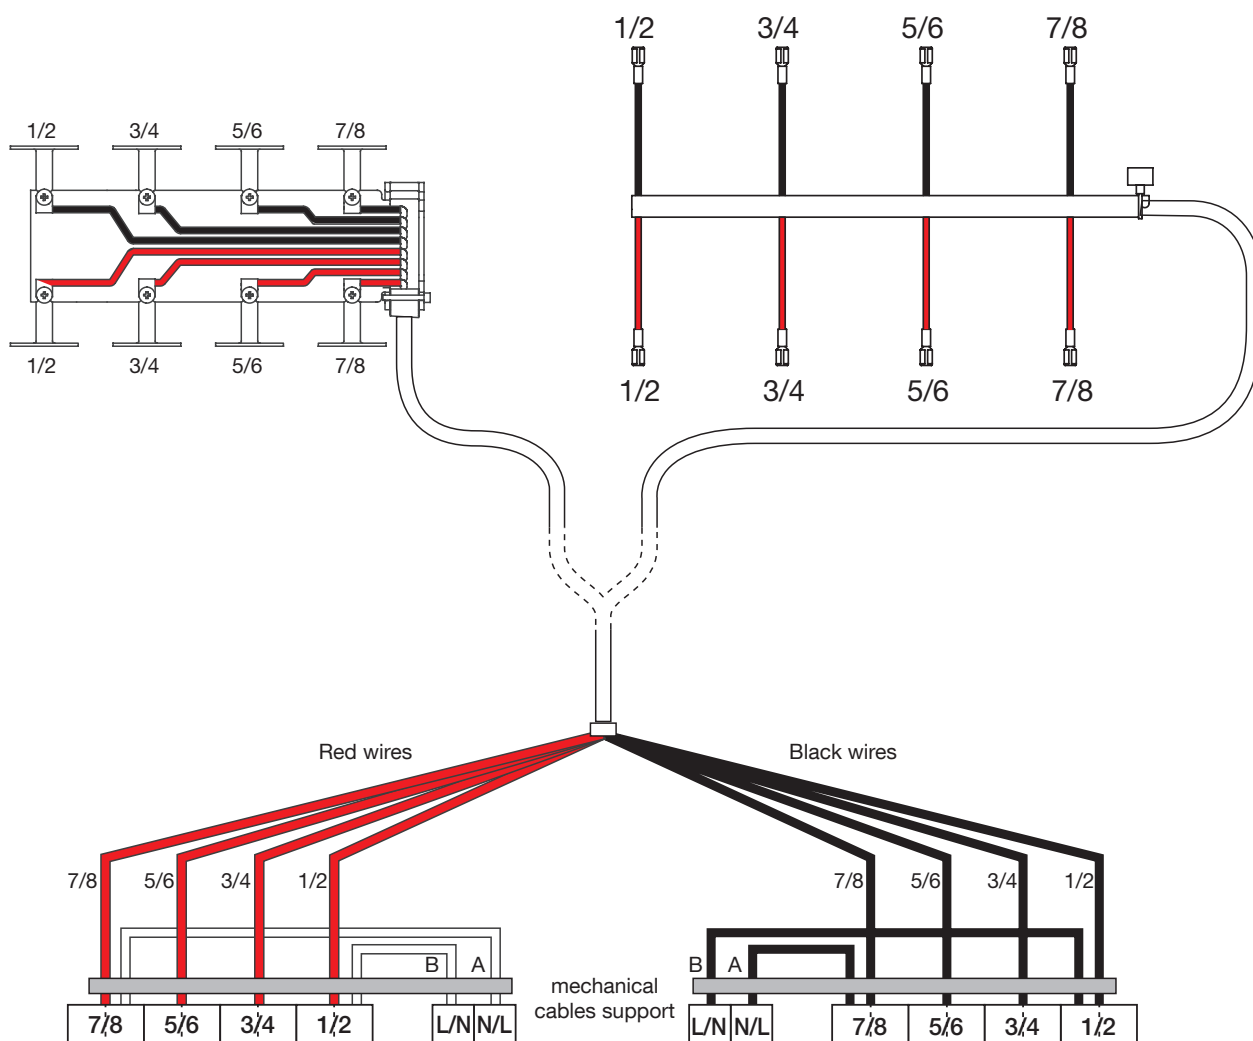 1/2 3/4 5/6 7/8
1/2 3/4 5/6 7/8
1/2 3/4 5/6 7/8
1/2 3/4 5/6 7/8
Red wires
Black wires
7/8 5/6 3/4 1/2
7/8 5/6 3/4 1/2
B A
B A
mechanical
cables support
7/8 5/6 3/4 1/2 L/N N/L
L/N N/L 7/8 5/6 3/4 1/2